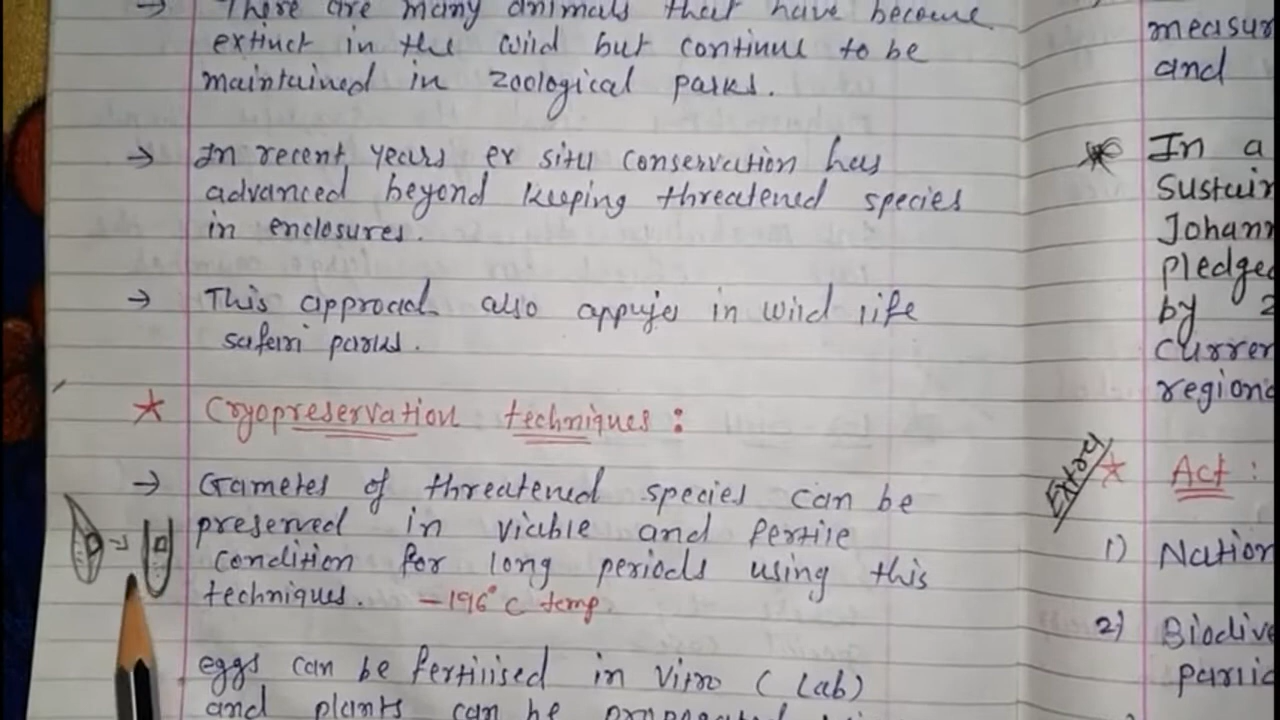 → There are many animals that have become
extinct in the wild but continue to be
maintained in zoological parks.
→ In recent years ex situ conservation has
advanced beyond keeping threatened species
in enclosures.
→ This approach also applies in wild life
safari parks.
★ Cryopreservation techniques :
→ Gametes of threatened species can be
preserved in viable and fertile
condition for long periods using this
techniques. -196°C temp
eggs can be fertilised in vitro (Lab)
and plants can be propagated
measur
and
In a
Sustain
Johann
pledged
by 2
curren
regiona
Extra
★ Act :
1) Nation
2) Biodive